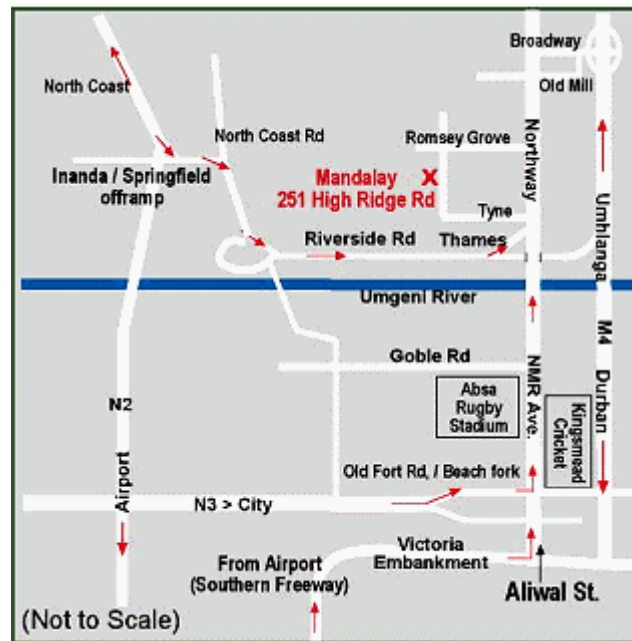 Broadway
North Coast
Old Mill
North Coast Rd
Romsey Grove
Northway
Inanda / Springfield
offramp
Mandalay X
251 High Ridge Rd
Tyne
Riverside Rd
Thames
Umhlanga
Umgeni River
M4
Goble Rd
NMR Ave.
Durban
N2
Absa
Rugby
Stadium
Kingsmead
Cricket
Airport
Old Fort Rd, / Beach fork
N3 > City
From Airport
(Southern Freeway)
Victoria
Embankment
Aliwal St.
(Not to Scale)